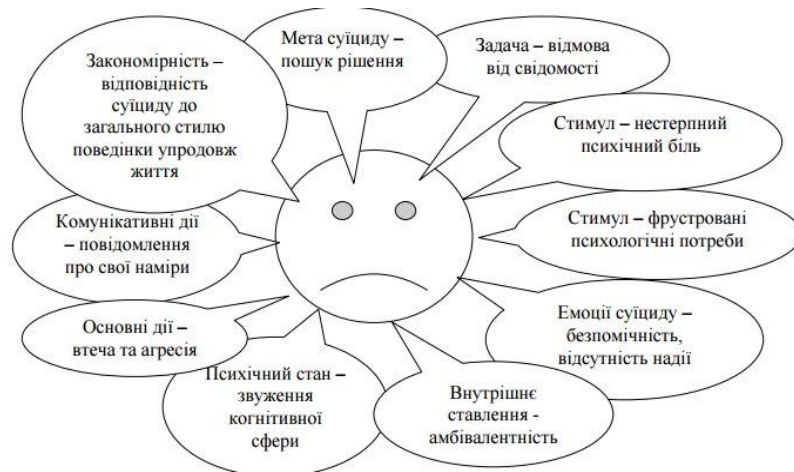 Закономірність –
відповідність
суїциду до
загального стилю
поведінки упродовж
життя
Мета суїциду –
пошук рішення
Задача – відмова
від свідомості
Стимул – нестерпний
психічний біль
Стимул – фрустровані
психологічні потреби
Емоції суїциду –
безпомічність,
відсутність надії
Внутрішнє
ставлення -
амбівалентність
Психічний стан –
звуження
когнітивної
сфери
Основні дії –
втеча та агресія
Комунікативні дії
– повідомлення
про свої наміри